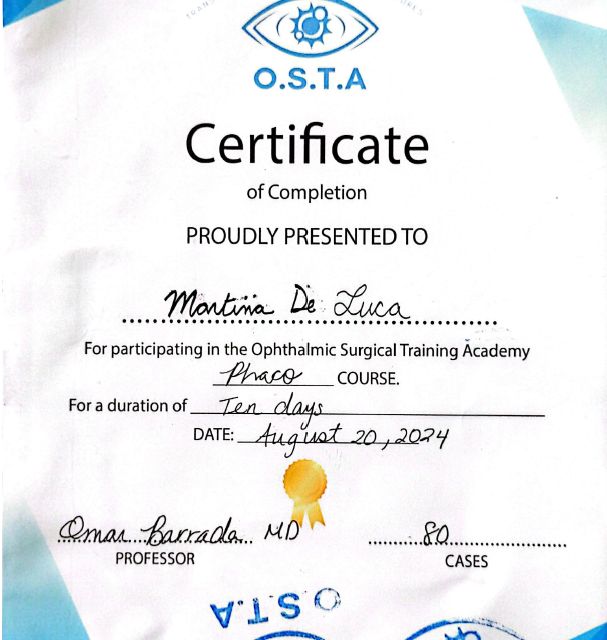 O.S.T.A
Certificate
of Completion
PROUDLY PRESENTED TO
Martina De Luca
For participating in the Ophthalmic Surgical Training Academy
Phaco COURSE.
For a duration of Ten days
DATE: August 20, 2024
Omar Barrada MD 80
PROFESSOR CASES
O.S.T.A